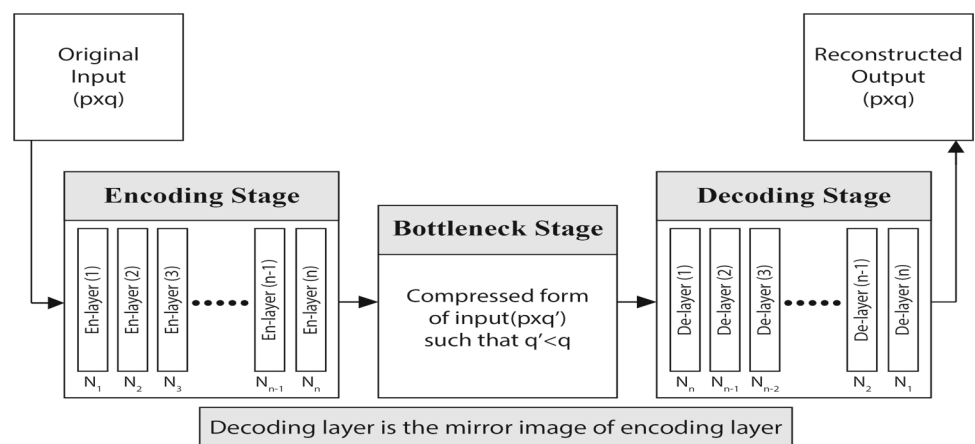 Original
Input
(pxq)
Reconstructed
Output
(pxq)
Encoding Stage
En-layer (1)
En-layer (2)
En-layer (3)
En-layer (n-1)
En-layer (n)
N₁ N₂ N₃ Nₙ₋₁ Nₙ
Bottleneck Stage
Compressed form
of input(pxq’)
such that q’<q
Decoding Stage
De-layer (1)
De-layer (2)
De-layer (3)
De-layer (n-1)
De-layer (n)
Nₙ Nₙ₋₁ Nₙ₋₂ N₂ N₁
Decoding layer is the mirror image of encoding layer